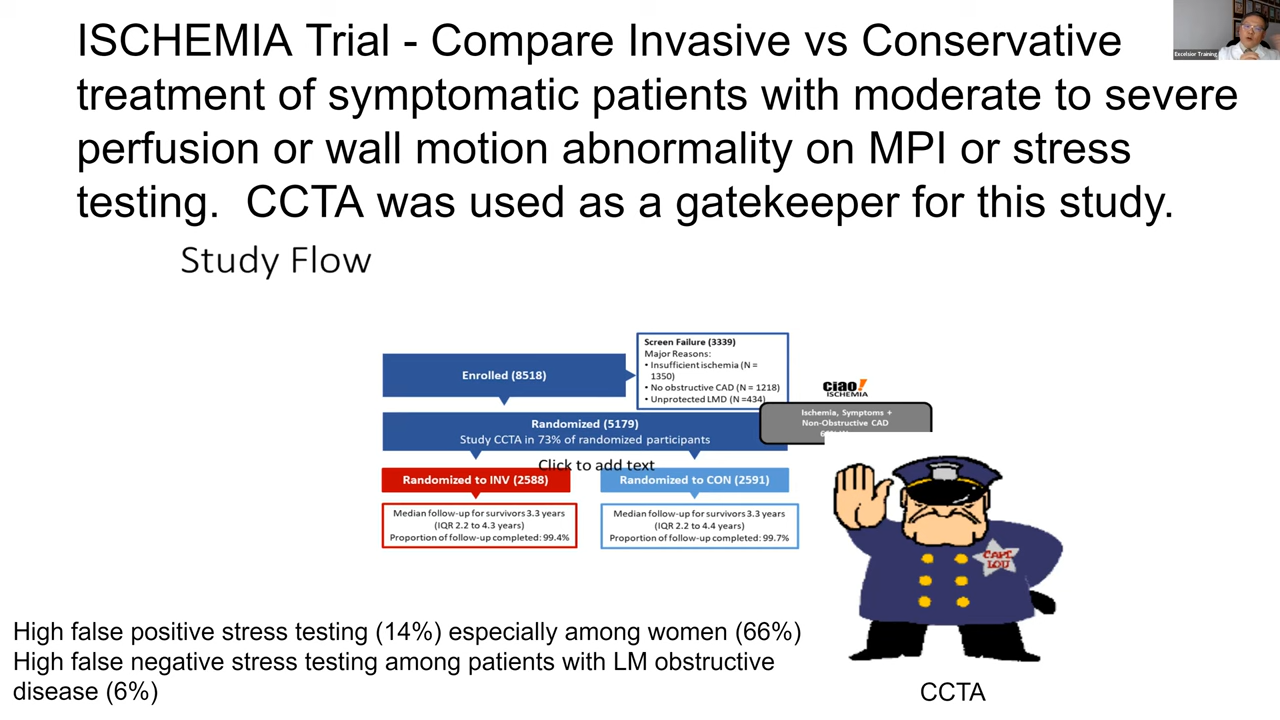 ISCHEMIA Trial - Compare Invasive vs Conservative
treatment of symptomatic patients with moderate to severe
perfusion or wall motion abnormality on MPI or stress
testing. CCTA was used as a gatekeeper for this study.
Excelsior Training
Study Flow
Enrolled (8518)
Screen Failure (3339)
Major Reasons:
• Insufficient ischemia (N =
1350)
• No obstructive CAD (N = 1218)
• Unprotected LMD (N =434)
ciao!
ISCHEMIA
Ischemia, Symptoms +
Non-Obstructive CAD
Randomized (5179)
Study CCTA in 73% of randomized participants
Click to add text
Randomized to INV (2588)
Randomized to CON (2591)
Median follow-up for survivors 3.3 years
(IQR 2.2 to 4.3 years)
Proportion of follow-up completed: 99.4%
Median follow-up for survivors 3.3 years
(IQR 2.2 to 4.4 years)
Proportion of follow-up completed: 99.7%
CAPT.
LOU
High false positive stress testing (14%) especially among women (66%)
High false negative stress testing among patients with LM obstructive
disease (6%)
CCTA